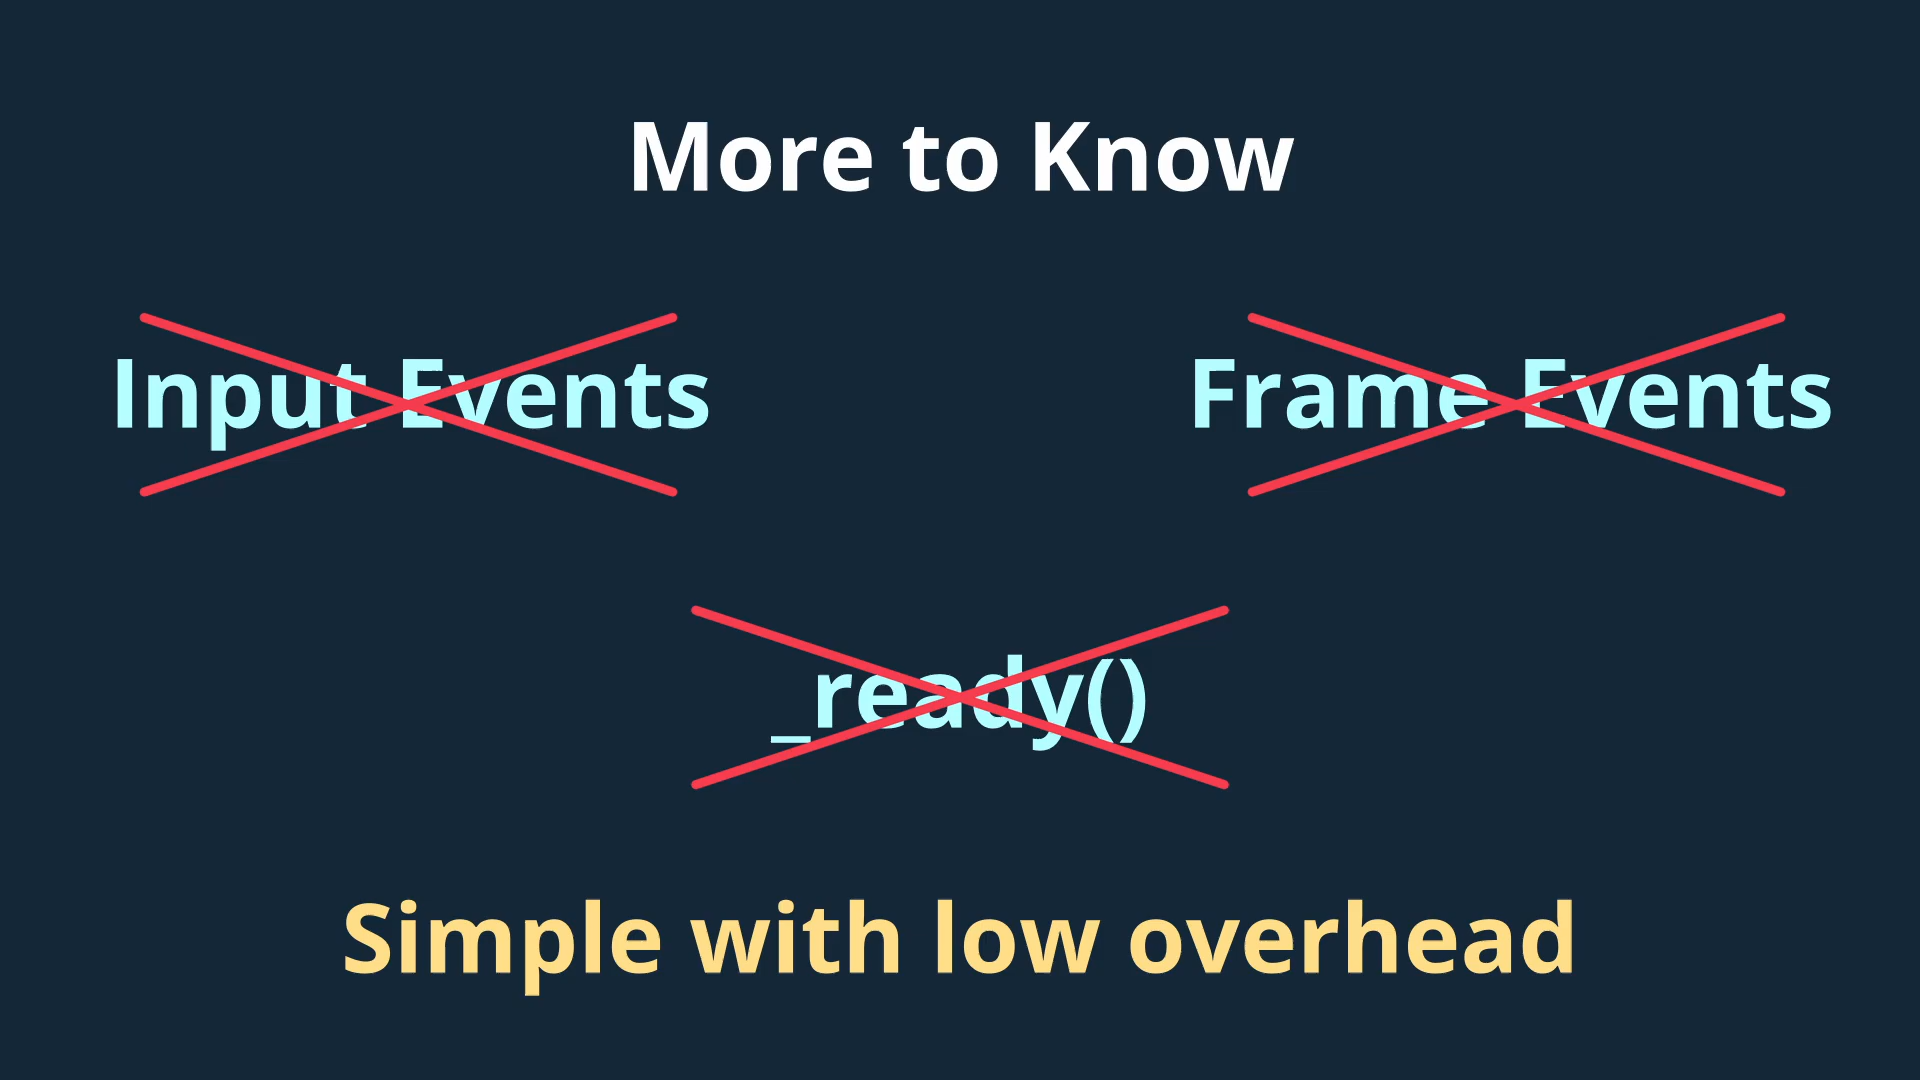 More to Know
Input Events
Frame Events
_ready()
Simple with low overhead